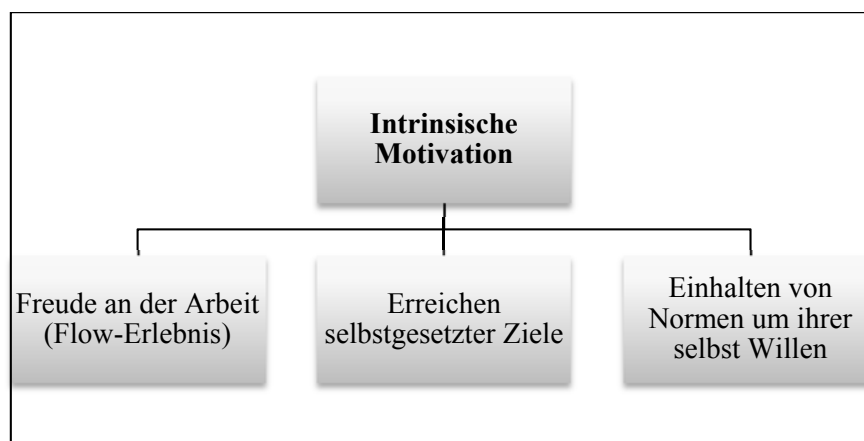 Intrinsische
Motivation
Freude an der Arbeit
(Flow-Erlebnis)
Erreichen
selbstgesetzter Ziele
Einhalten von
Normen um ihrer
selbst Willen